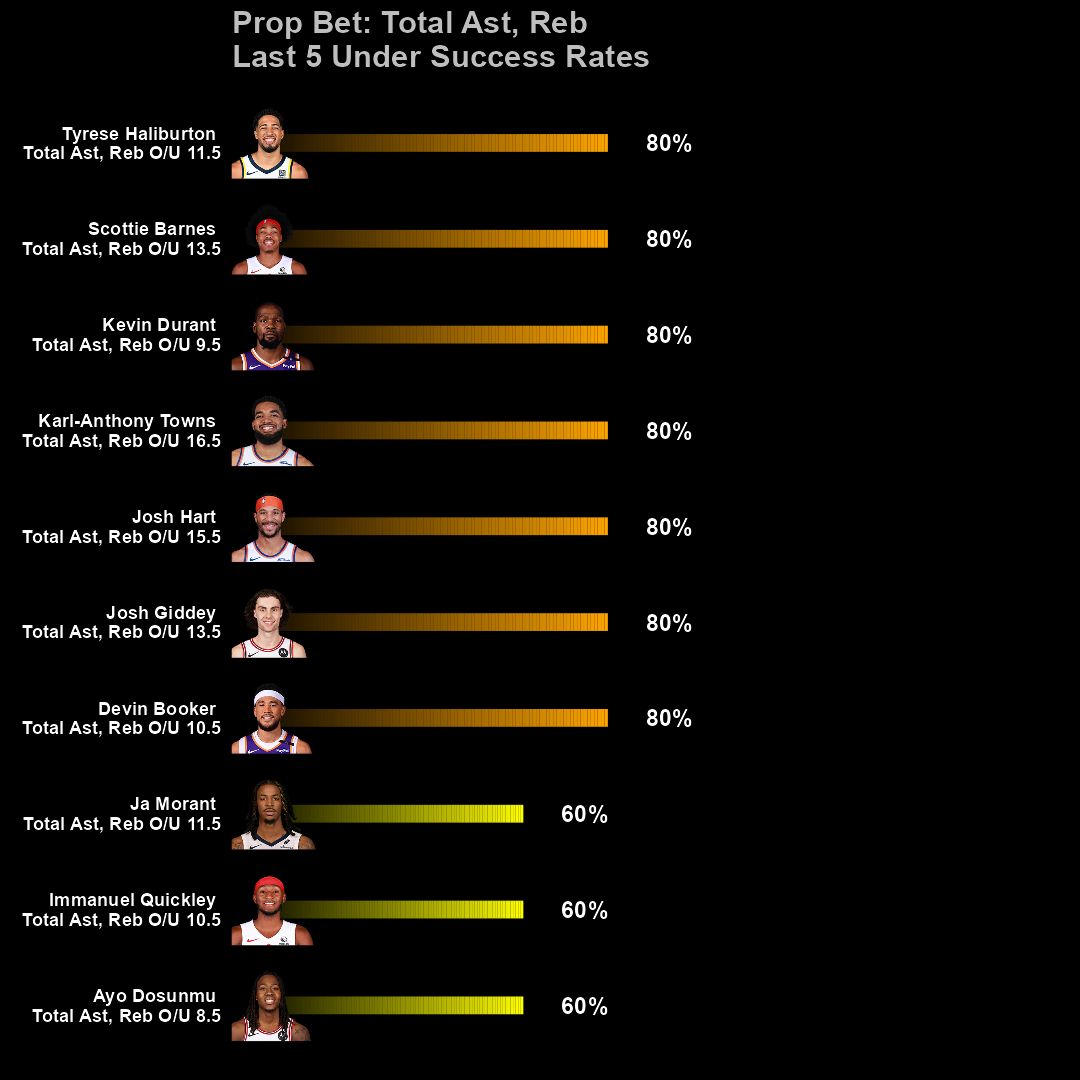 Prop Bet: Total Ast, Reb
Last 5 Under Success Rates
Tyrese Haliburton
Total Ast, Reb O/U 11.5
80%
Scottie Barnes
Total Ast, Reb O/U 13.5
80%
Kevin Durant
Total Ast, Reb O/U 9.5
80%
Karl-Anthony Towns
Total Ast, Reb O/U 16.5
80%
Josh Hart
Total Ast, Reb O/U 15.5
80%
Josh Giddey
Total Ast, Reb O/U 13.5
80%
Devin Booker
Total Ast, Reb O/U 10.5
80%
Ja Morant
Total Ast, Reb O/U 11.5
60%
Immanuel Quickley
Total Ast, Reb O/U 10.5
60%
Ayo Dosunmu
Total Ast, Reb O/U 8.5
60%